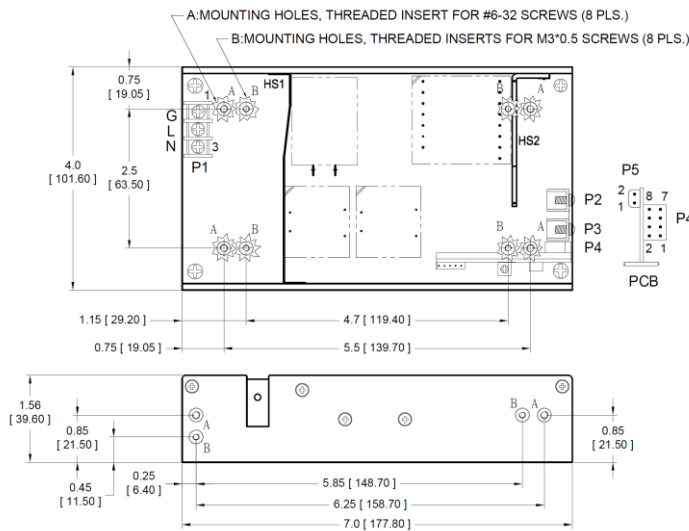 A:MOUNTING HOLES, THREADED INSERT FOR #6-32 SCREWS (8 PLS.)
B:MOUNTING HOLES, THREADED INSERTS FOR M3*0.5 SCREWS (8 PLS.)
0.75
[ 19.05]
HS1
A B
B A
1
G
L
N
3
P1
HS2
4.0
[ 101.60]
2.5
[ 63.50]
P5
2
1
8 7
P2
P3
P4
P4
2 1
PCB
A B
B A
1.15 [ 29.20]
4.7 [ 119.40]
0.75 [ 19.05]
5.5 [ 139.70]
1.56
[ 39.60]
0.85
[ 21.50]
A
B
B A
0.85
[ 21.50]
0.45
[ 11.50]
0.25
[ 6.40]
5.85 [ 148.70]
6.25 [ 158.70]
7.0 [ 177.80]